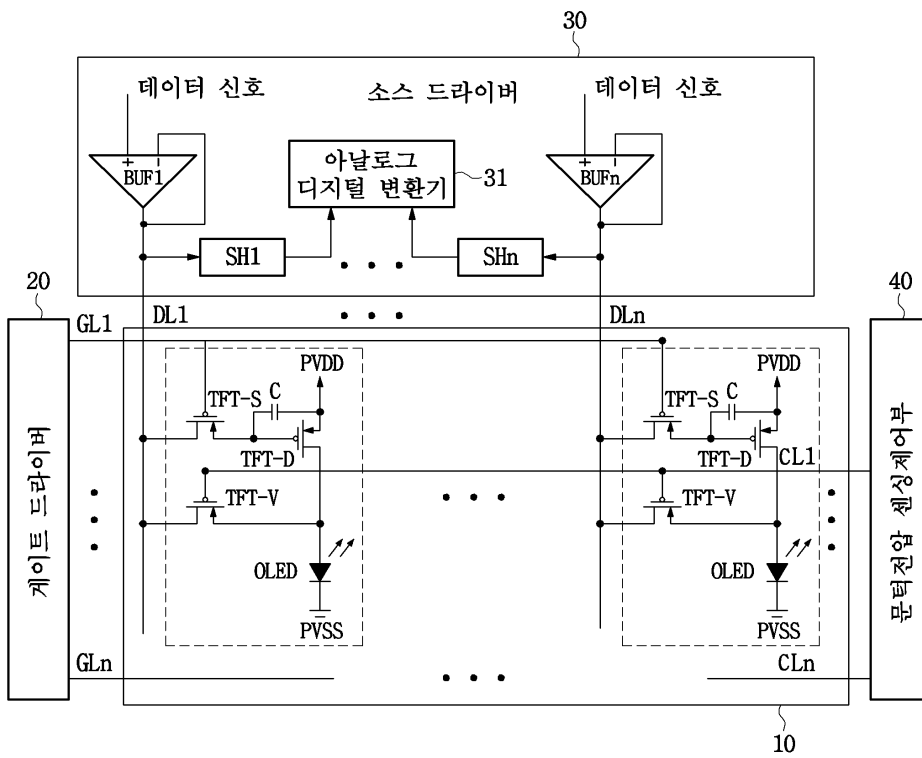 30
데이터 신호
소스 드라이버
데이터 신호
+
−
BUF1
아날로그
디지털 변환기
31
+
−
BUFn
SH1
SHn
20
40
GL1
DL1
DLn
PVDD
PVDD
TFT-S
C
TFT-S
C
TFT-D
TFT-D
CL1
TFT-V
TFT-V
게이트 드라이버
문턱전압 센싱제어부
OLED
OLED
PVSS
PVSS
GLn
CLn
10